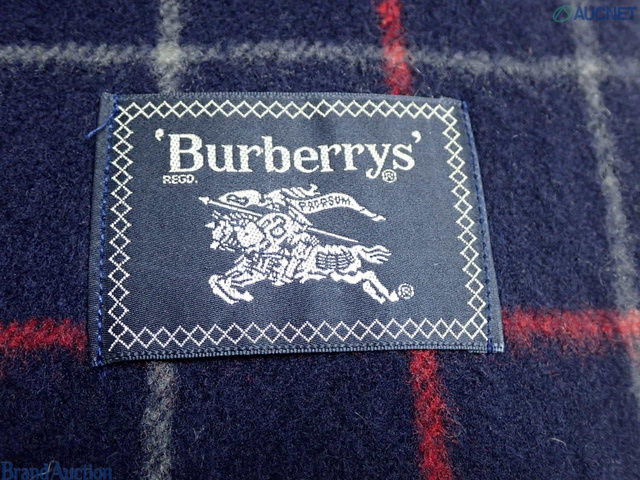 AUCNET
'Burberrys'
REGD. ®
PRORSUM
®
BrandAuction